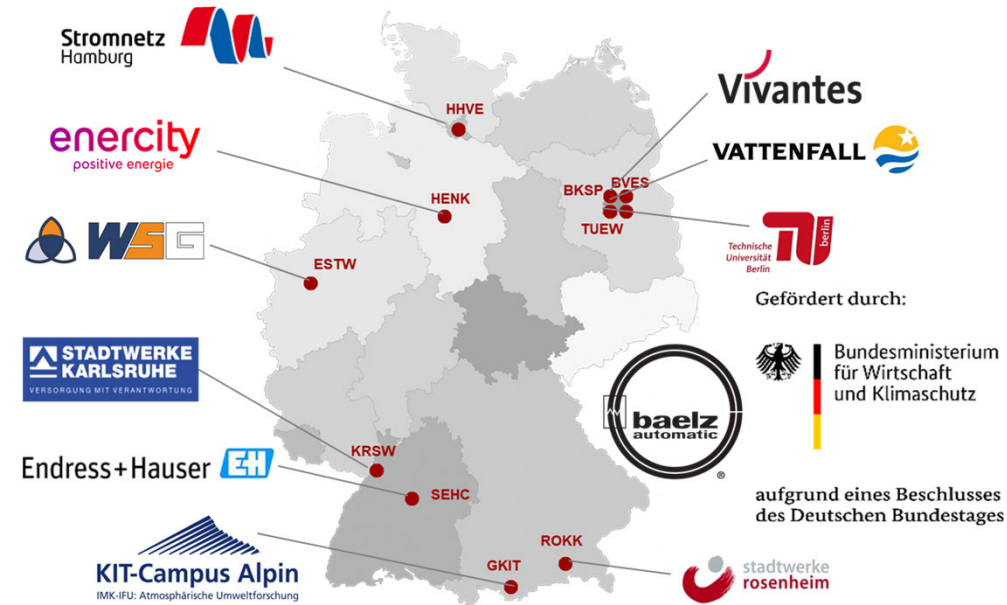 Stromnetz
Hamburg
HHVE
Vivantes
enercity
positive energie
VATTENFALL
HENK
BKSP
BVES
TUEW
WSG
ESTW
Technische
Universität
Berlin
berlin
Gefördert durch:
STADTWERKE
KARLSRUHE
VERSORGUNG MIT VERANTWORTUNG
Bundesministerium
für Wirtschaft
und Klimaschutz
baelz
automatic
®
KRSW
Endress+Hauser
EH
SEHC
aufgrund eines Beschlusses
des Deutschen Bundestages
KIT-Campus Alpin
IMK-IFU: Atmosphärische Umweltforschung
GKIT
ROKK
stadtwerke
rosenheim